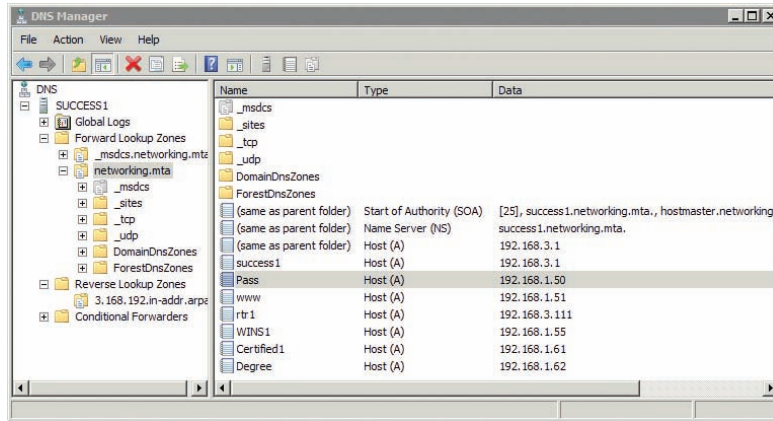 DNS Manager
File Action View Help
DNS
SUCCESS1
Global Logs
Forward Lookup Zones
_msdcs.networking.mta
networking.mta
_msdcs
_sites
_tcp
_udp
DomainDnsZones
ForestDnsZones
Reverse Lookup Zones
3.168.192.in-addr.arpa
Conditional Forwarders
Name Type Data
_msdcs
_sites
_tcp
_udp
DomainDnsZones
ForestDnsZones
(same as parent folder) Start of Authority (SOA) [25], success1.networking.mta., hostmaster.networking
(same as parent folder) Name Server (NS) success1.networking.mta.
(same as parent folder) Host (A) 192.168.3.1
success1 Host (A) 192.168.3.1
Pass Host (A) 192.168.1.50
www Host (A) 192.168.1.51
rtr1 Host (A) 192.168.3.111
WINS1 Host (A) 192.168.1.55
Certified1 Host (A) 192.168.1.61
Degree Host (A) 192.168.1.62